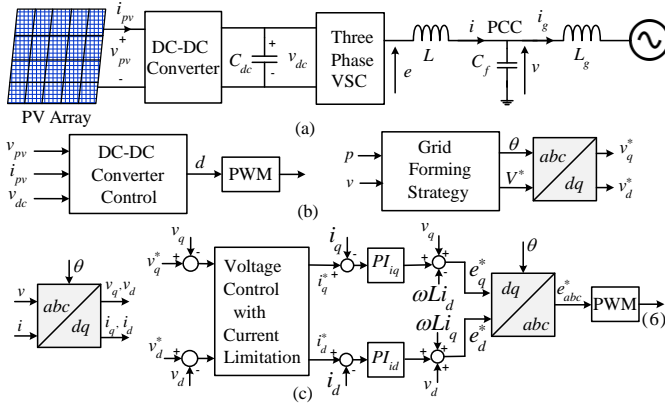 i_pv
v_pv
+
-
PV Array
DC-DC
Converter
C_dc
+
-
v_dc
Three
Phase
VSC
e
L
i
PCC
C_f
v
i_g
L_g
(a)
v_pv
i_pv
v_dc
DC-DC
Converter
Control
d
PWM
(b)
p
v
Grid
Forming
Strategy
θ
V*
abc
dq
v_q*
v_d*
θ
v
i
abc
dq
v_q, v_d
i_q, i_d
v_q
v_q*
+
-
v_d*
+
-
v_d
Voltage
Control
with
Current
Limitation
i_q
i_q*
+
-
PI_iq
v_q
+
+
-
ωLi_d
e_q*
i_d*
+
-
i_d
PI_id
ωLi_q
+
+
+
v_d
e_d*
θ
dq
abc
e_abc*
PWM
(6)
(c)